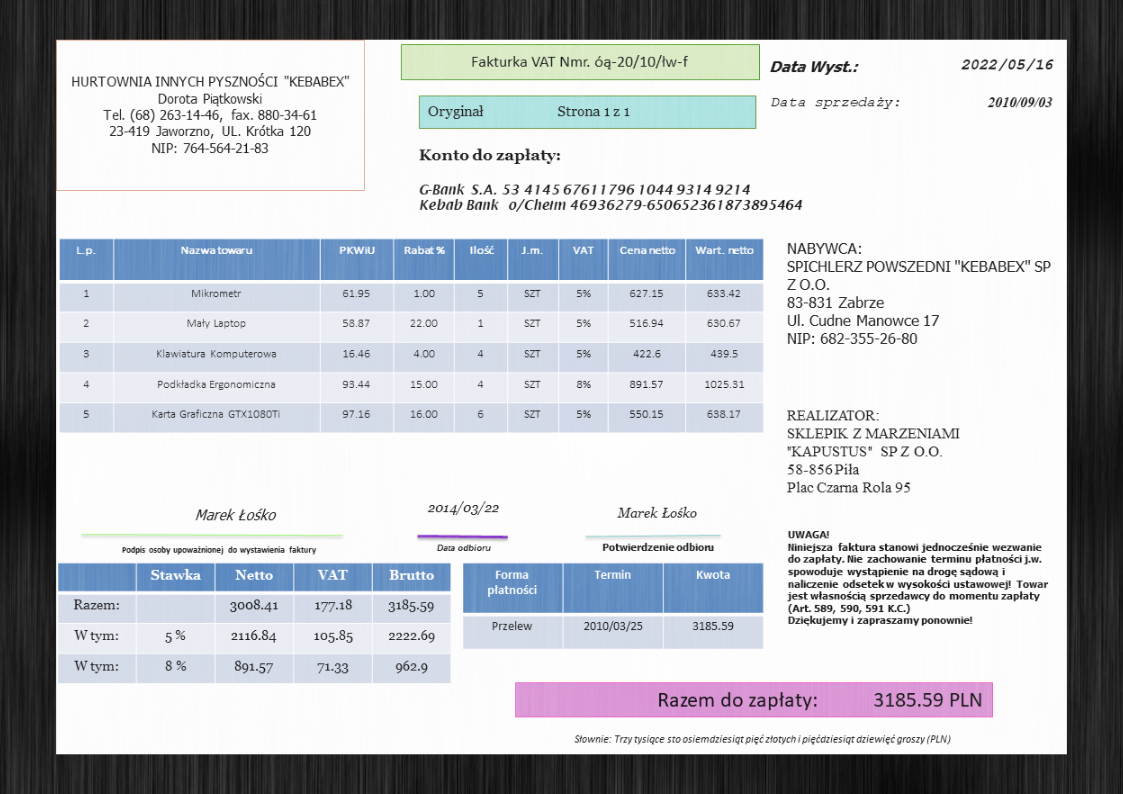 HURTOWNIA INNYCH PYSZNOŚCI "KEBABEX"
Dorota Piątkowski
Tel. (68) 263-14-46, fax. 880-34-61
23-419 Jaworzno, UL. Krótka 120
NIP: 764-564-21-83
Fakturka VAT Nmr. óą-20/10/łw-f
Oryginał Strona 1 z 1
Data Wyst.: 2022/05/16
Data sprzedaży: 2010/09/03
Konto do zapłaty:
G-Bank S.A. 53 4145 6761 1796 1044 9314 9214
Kebab Bank o/Chełm 46936279-650652361873895464
L.p. Nazwa towaru PKWiU Rabat % Ilość J.m. VAT Cena netto Wart. netto
1 Mikrometr 61.95 1.00 5 SZT 5% 627.15 633.42
2 Mały Laptop 58.87 22.00 1 SZT 5% 516.94 630.67
3 Klawiatura Komputerowa 16.46 4.00 4 SZT 5% 422.6 439.5
4 Podkładka Ergonomiczna 93.44 15.00 4 SZT 8% 891.57 1025.31
5 Karta Graficzna GTX1080Ti 97.16 16.00 6 SZT 5% 550.15 638.17
NABYWCA:
SPICHLERZ POWSZEDNI "KEBABEX" SP
Z O.O.
83-831 Zabrze
Ul. Cudne Manowce 17
NIP: 682-355-26-80
REALIZATOR:
SKLEPIK Z MARZENIAMI
"KAPUSTUS" SP Z O.O.
58-856 Piła
Plac Czarna Rola 95
Marek Łośko
Podpis osoby upoważnionej do wystawienia faktury
2014/03/22
Data odbioru
Marek Łośko
Potwierdzenie odbioru
UWAGA!
Niniejsza faktura stanowi jednocześnie wezwanie
do zapłaty. Nie zachowanie terminu płatności j.w.
spowoduje wystąpienie na drogę sądową i
naliczenie odsetek w wysokości ustawowej! Towar
jest własnością sprzedawcy do momentu zapłaty
(Art. 589, 590, 591 K.C.)
Dziękujemy i zapraszamy ponownie!
Stawka Netto VAT Brutto
Razem: 3008.41 177.18 3185.59
W tym: 5 % 2116.84 105.85 2222.69
W tym: 8 % 891.57 71.33 962.9
Forma Termin Kwota
płatności
Przelew 2010/03/25 3185.59
Razem do zapłaty: 3185.59 PLN
Słownie: Trzy tysiące sto osiemdziesiąt pięć złotych i pięćdziesiąt dziewięć groszy (PLN)